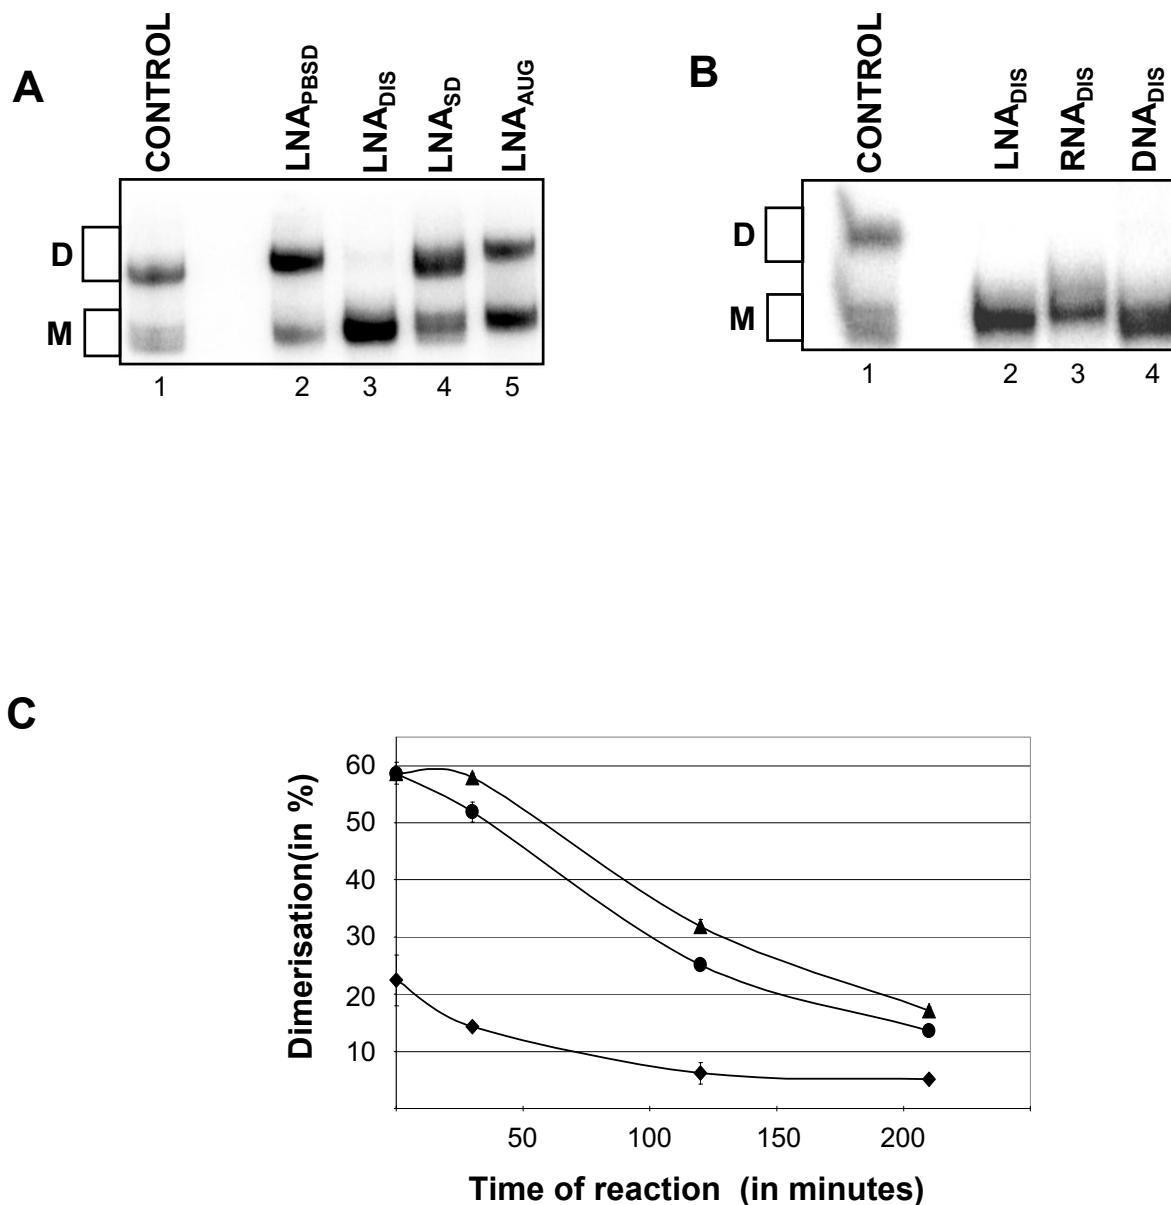 A
CONTROL
LNAPBSD
LNADIS
LNASD
LNAAUG
D
M
1 2 3 4 5
B
CONTROL
LNADIS
RNADIS
DNADIS
D
M
1 2 3 4
C
Dimerisation(in %)
60
50
40
30
20
10
50 100 150 200
Time of reaction (in minutes)